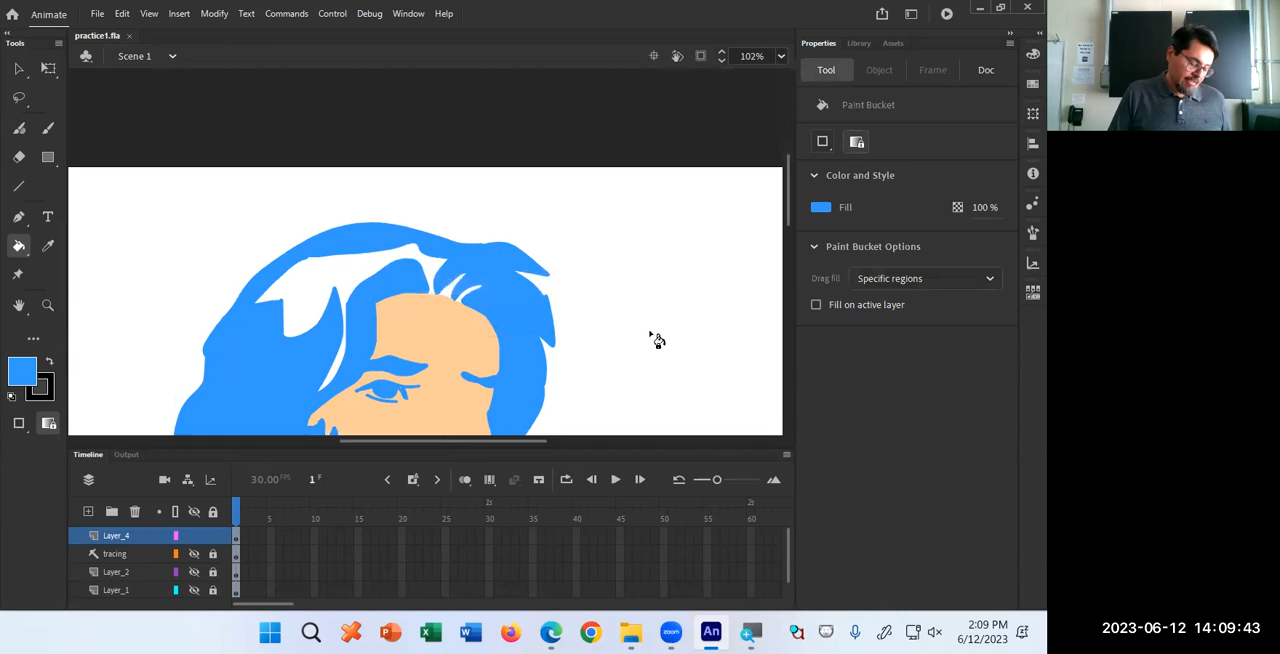 Animate File Edit View Insert Modify Text Commands Control Debug Window Help
practice1.fla
Tools
Scene 1
102%
Properties Library Assets
Tool Object Frame Doc
Paint Bucket
Color and Style
Fill 100 %
Paint Bucket Options
Drag fill Specific regions
Fill on active layer
Timeline Output
30.00 FPS 1 F
1s 2s
5 10 15 20 25 30 35 40 45 50 55 60
Layer_4
tracing
Layer_2
Layer_1
zoom
An
2:09 PM
6/12/2023
2023-06-12 14:09:43